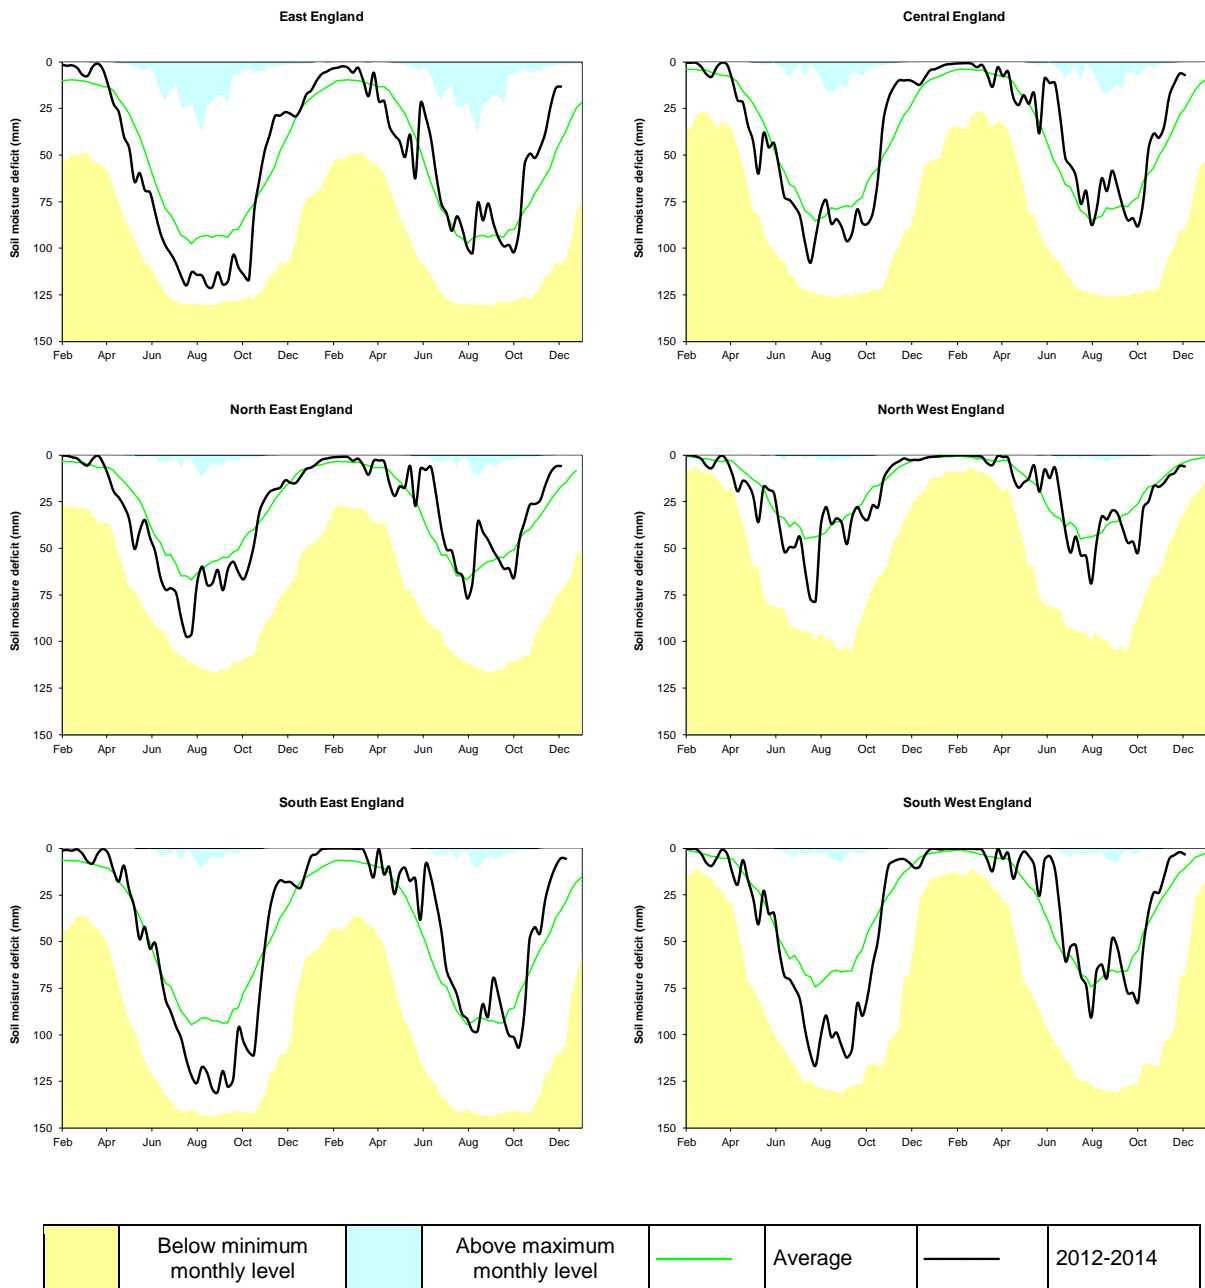 East England
Central England
Soil moisture deficit (mm)
0
25
50
75
100
125
150
Feb Apr Jun Aug Oct Dec Feb Apr Jun Aug Oct Dec
Soil moisture deficit (mm)
0
25
50
75
100
125
150
Feb Apr Jun Aug Oct Dec Feb Apr Jun Aug Oct Dec
North East England
North West England
Soil moisture deficit (mm)
0
25
50
75
100
125
150
Feb Apr Jun Aug Oct Dec Feb Apr Jun Aug Oct Dec
Soil moisture deficit (mm)
0
25
50
75
100
125
150
Feb Apr Jun Aug Oct Dec Feb Apr Jun Aug Oct Dec
South East England
South West England
Soil moisture deficit (mm)
0
25
50
75
100
125
150
Feb Apr Jun Aug Oct Dec Feb Apr Jun Aug Oct Dec
Soil moisture deficit (mm)
0
25
50
75
100
125
150
Feb Apr Jun Aug Oct Dec Feb Apr Jun Aug Oct Dec
Below minimum
monthly level
Above maximum
monthly level
Average
2012-2014